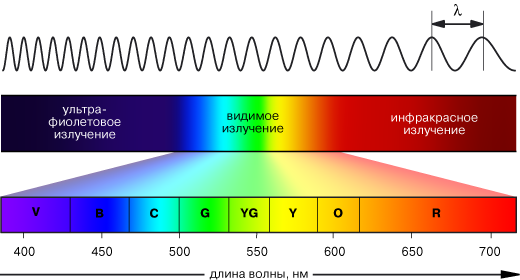 λ
ультра-
фиолетовое
излучение
видимое
излучение
инфракрасное
излучение
V B C G YG Y O R
400 450 500 550 600 650 700
длина волны, нм